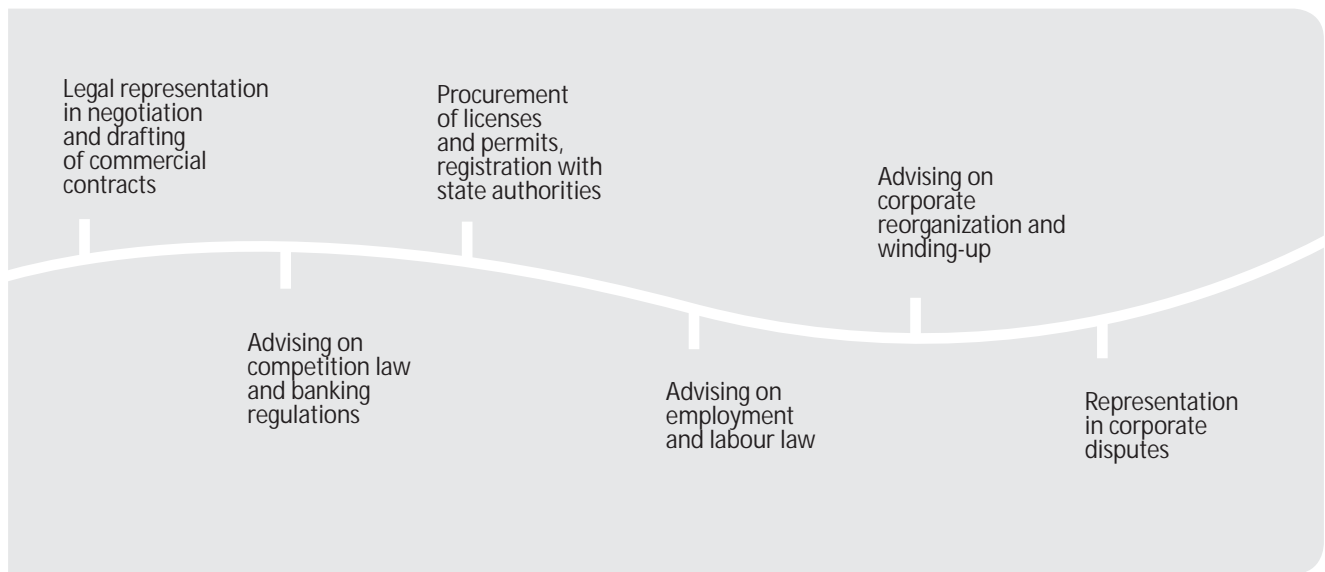 Legal representation
in negotiation
and drafting
of commercial
contracts
Advising on
competition law
and banking
regulations
Procurement
of licenses
and permits,
registration with
state authorities
Advising on
employment
and labour law
Advising on
corporate
reorganization and
winding-up
Representation
in corporate
disputes